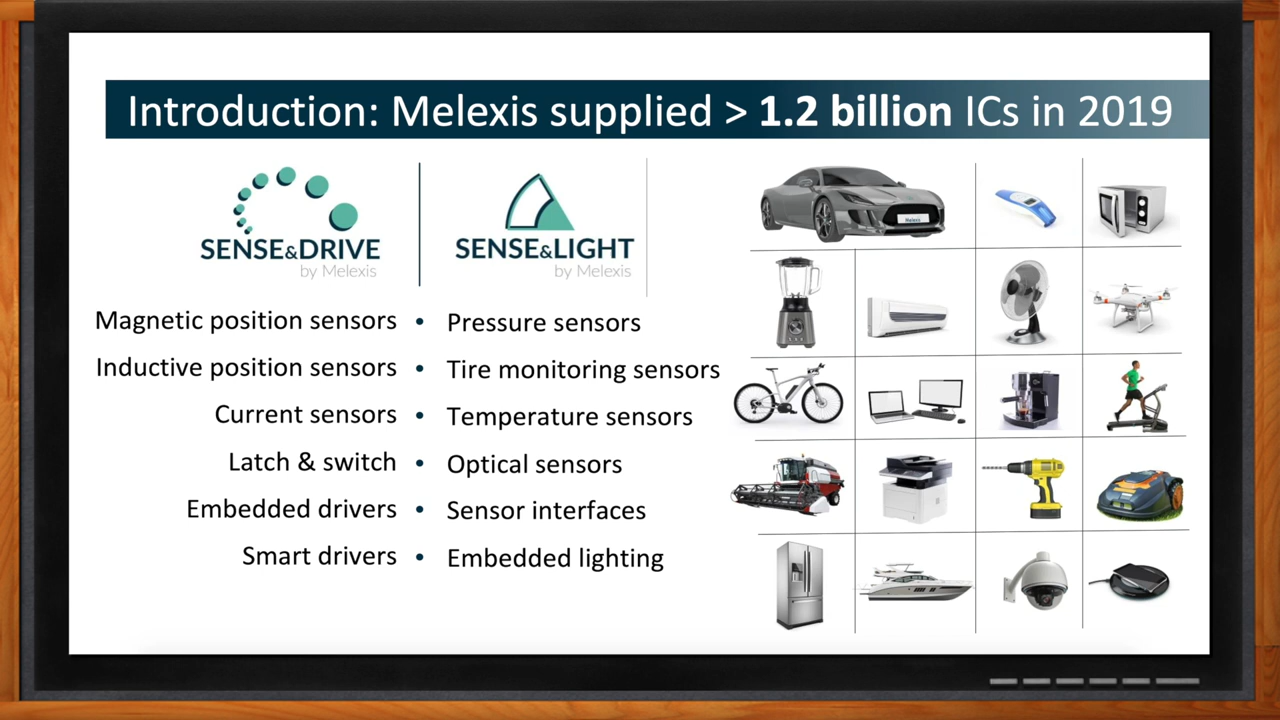 Introduction: Melexis supplied > 1.2 billion ICs in 2019
SENSE&DRIVE
by Melexis
SENSE&LIGHT
by Melexis
Magnetic position sensors • Pressure sensors
Inductive position sensors • Tire monitoring sensors
Current sensors • Temperature sensors
Latch & switch • Optical sensors
Embedded drivers • Sensor interfaces
Smart drivers • Embedded lighting
Melexis